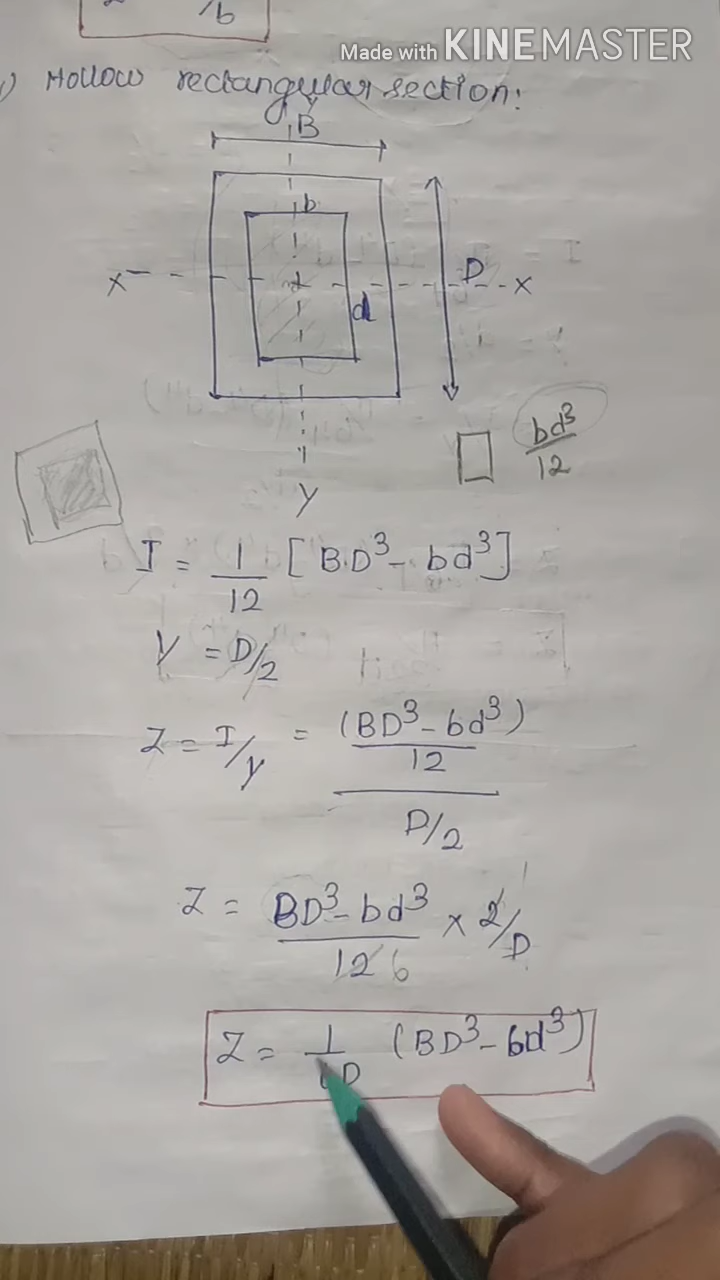 /b
Made with KINEMASTER
Hollow rectangular section:
y
B
b
x
D
x
d
bd³
12
y
I = 1/12 [B.D³ - bd³]
Y = D/2
Z = I/y = (BD³ - bd³)/12
D/2
Z = BD³ - bd³/12 6 × 2/D
Z = 1/6D (BD³ - bd³)